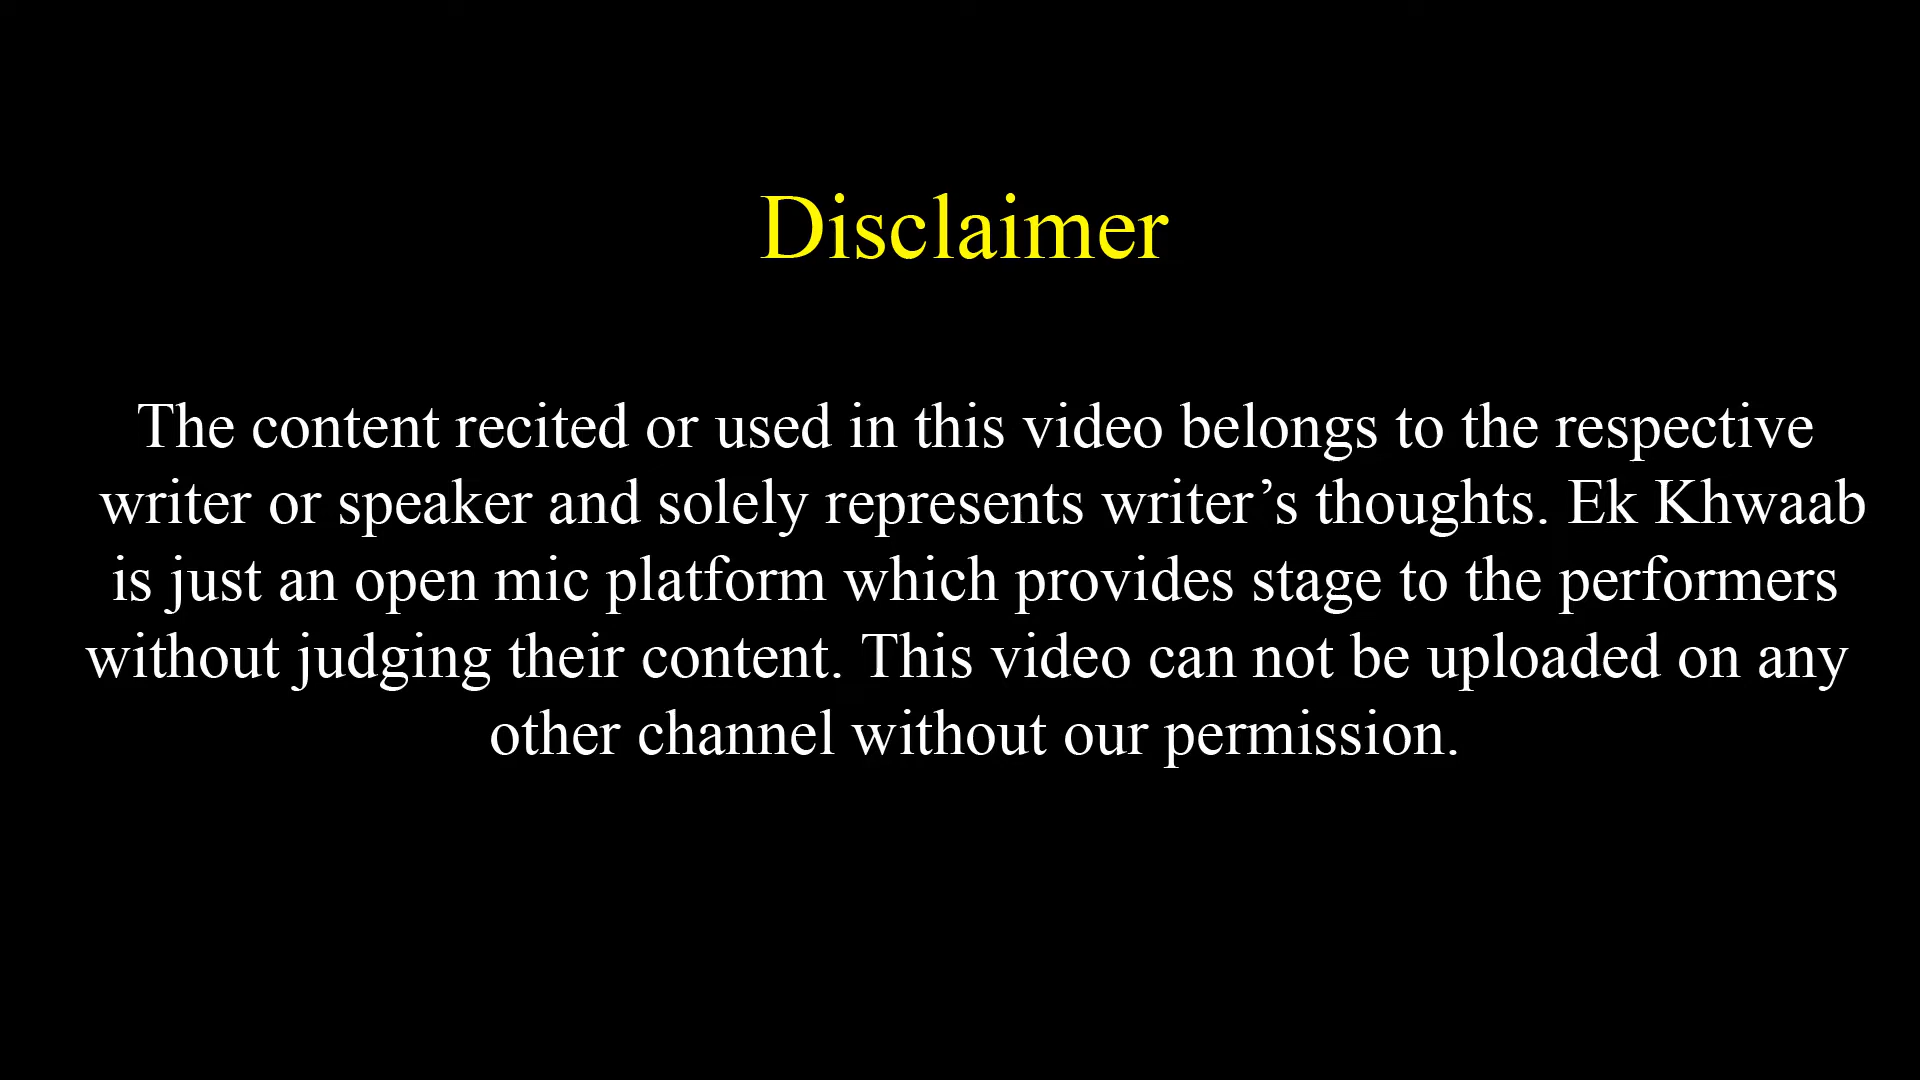 Disclaimer
The content recited or used in this video belongs to the respective
writer or speaker and solely represents writer’s thoughts. Ek Khwaab
is just an open mic platform which provides stage to the performers
without judging their content. This video can not be uploaded on any
other channel without our permission.